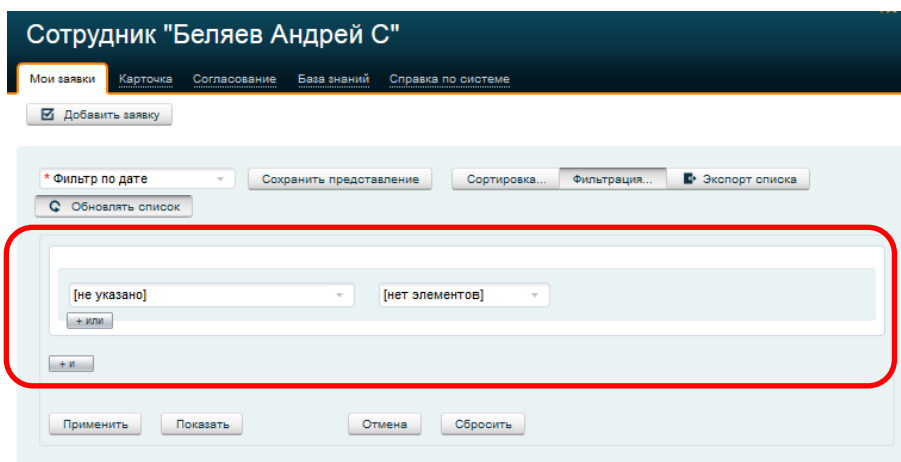 Сотрудник "Беляев Андрей С"
Мои заявки Карточка Согласование База знаний Справка по системе
Добавить заявку
* Фильтр по дате Сохранить представление Сортировка... Фильтрация... Экспорт списка
Обновлять список
[не указано] [нет элементов]
+ или
+ и
Применить Показать Отмена Сбросить